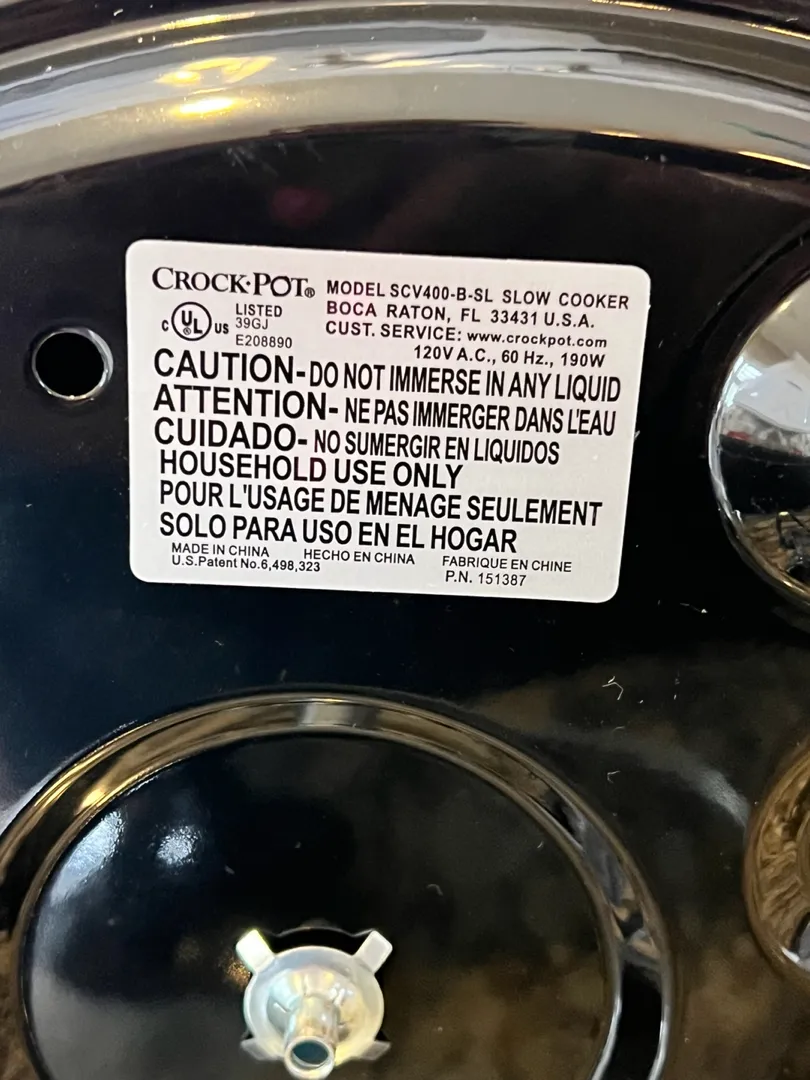 CROCK·POT® MODEL SCV400-B-SL SLOW COOKER
BOCA RATON, FL 33431 U.S.A.
CUST. SERVICE: www.crockpot.com
120V A.C., 60 Hz., 190W
c UL® US LISTED
39GJ
E208890
CAUTION- DO NOT IMMERSE IN ANY LIQUID
ATTENTION- NE PAS IMMERGER DANS L'EAU
CUIDADO- NO SUMERGIR EN LIQUIDOS
HOUSEHOLD USE ONLY
POUR L'USAGE DE MENAGE SEULEMENT
SOLO PARA USO EN EL HOGAR
MADE IN CHINA HECHO EN CHINA FABRIQUE EN CHINE
U.S.Patent No.6,498,323 P.N. 151387